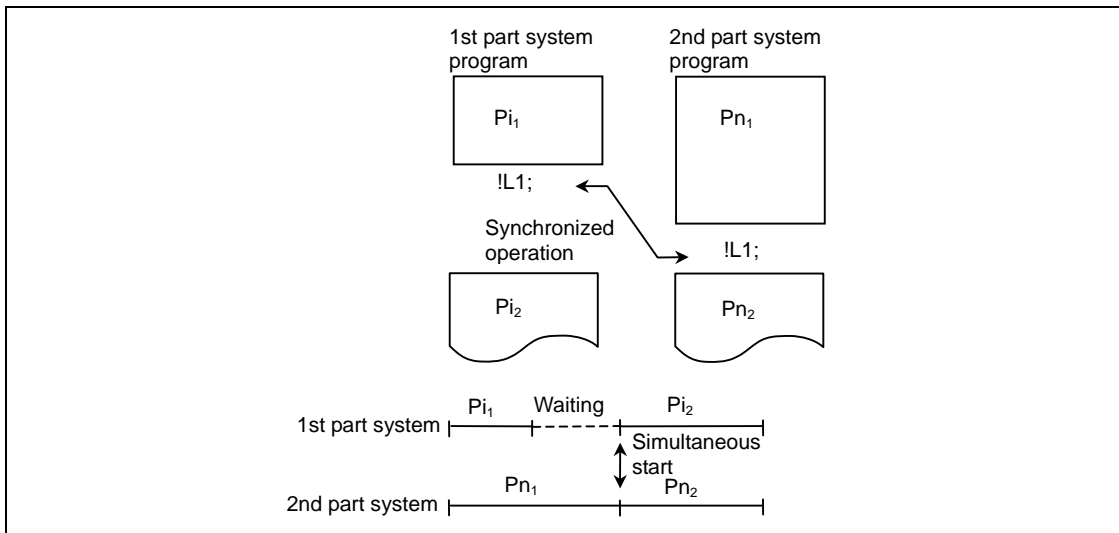 1st part system
program
2nd part system
program
Pi₁
Pn₁
!L1;
Synchronized
operation
!L1;
Pi₂
Pn₂
Pi₁ Waiting Pi₂
1st part system
Simultaneous
start
Pn₁ Pn₂
2nd part system